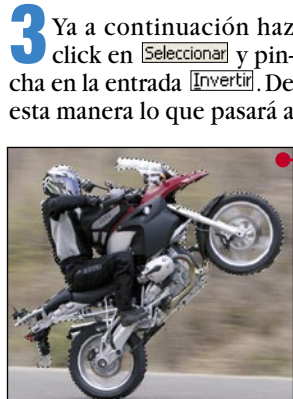 3 Ya a continuación haz
click en Seleccionar y pin-
cha en la entrada Invertir. De
esta manera lo que pasará a